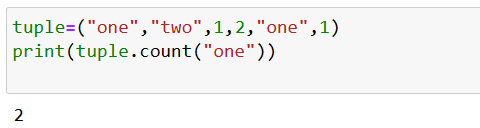 tuple=("one","two",1,2,"one",1)
print(tuple.count("one"))
2